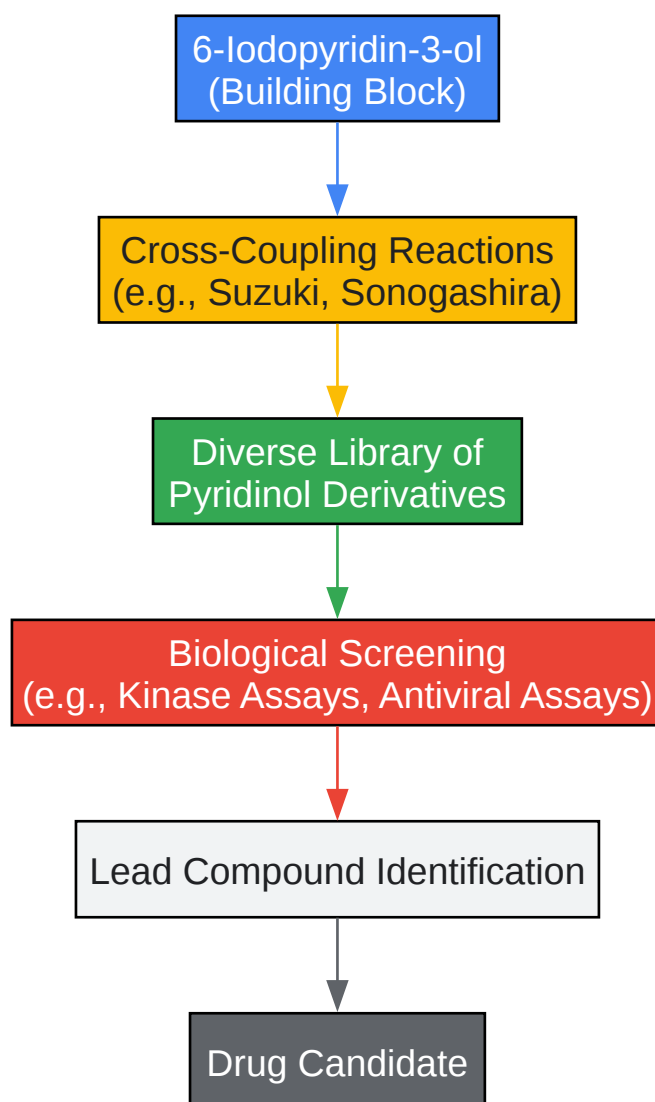 6-Iodopyridin-3-ol
(Building Block)
Cross-Coupling Reactions
(e.g., Suzuki, Sonogashira)
Diverse Library of
Pyridinol Derivatives
Biological Screening
(e.g., Kinase Assays, Antiviral Assays)
Lead Compound Identification
Drug Candidate